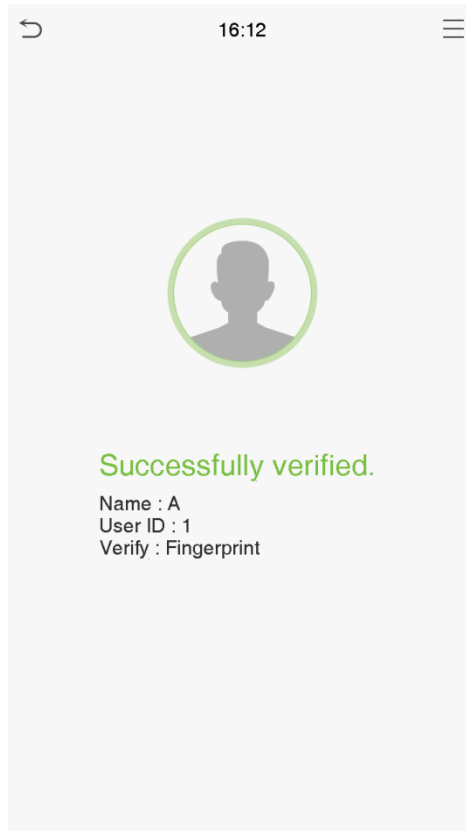 16:12
Successfully verified.
Name : A
User ID : 1
Verify : Fingerprint